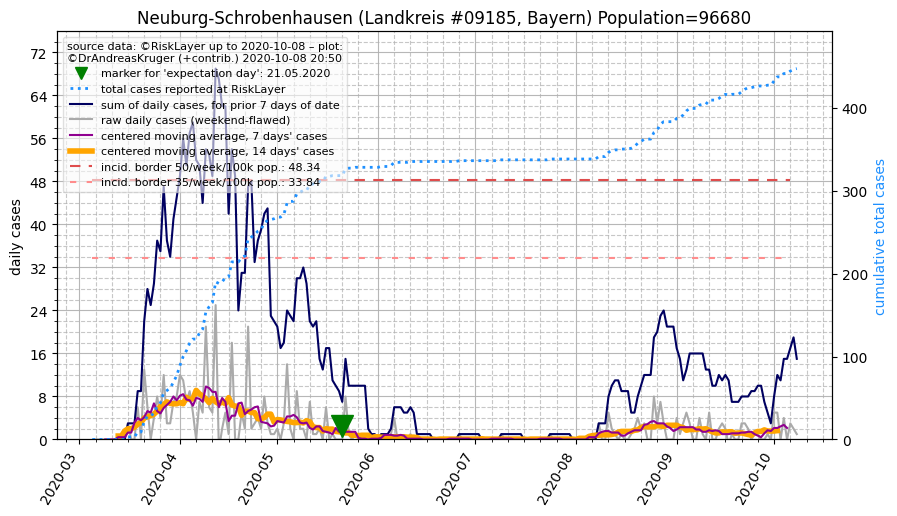 Neuburg-Schrobenhausen (Landkreis #09185, Bayern) Population=96680
source data: ©RiskLayer up to 2020-10-08 – plot:
©DrAndreasKruger (+contrib.) 2020-10-08 20:50
marker for 'expectation day': 21.05.2020
total cases reported at RiskLayer
sum of daily cases, for prior 7 days of date
raw daily cases (weekend-flawed)
centered moving average, 7 days' cases
centered moving average, 14 days' cases
incid. border 50/week/100k pop.: 48.34
incid. border 35/week/100k pop.: 33.84
daily cases
72
64
56
48
40
32
24
16
8
0
cumulative total cases
400
300
200
100
0
2020-03
2020-04
2020-05
2020-06
2020-07
2020-08
2020-09
2020-10